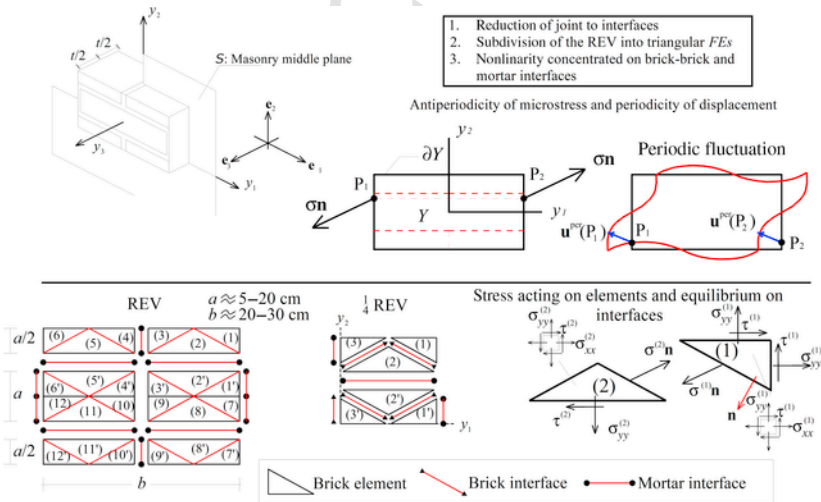 y₂
t/2
t/2
S: Masonry middle plane
y₃
y₁
e₂
e₃
e₁
1. Reduction of joint to interfaces
2. Subdivision of the REV into triangular FEs
3. Nonlinearity concentrated on brick-brick and
mortar interfaces
Antiperiodicity of microstress and periodicity of displacement
∂Y
y₂
P₁
P₂
σn
σn
Y
y₁
Periodic fluctuation
u^per(P₁)
P₁
u^per(P₂)
P₂
REV
a ≈ 5–20 cm
b ≈ 20–30 cm
a/2
(6) (5) (4) (3) (2) (1)
a
(6') (5') (4') (3') (2') (1')
(12) (11) (10) (9) (8) (7)
a/2
(12') (11') (10') (9') (8') (7')
b
¼ REV
y₂
(3) (2) (1)
(3') (2') (1')
y₁
Stress acting on elements and equilibrium on
interfaces
σyy^(2)
τ^(2)
σxx^(2)
(2)
σ^(2)n
τ^(2)
σyy^(2)
σyy^(1)
τ^(1)
(1)
τ^(1)
σyy^(1)
σ^(1)n
n
σyy^(1)
τ^(1)
σxx^(1)
Brick element
Brick interface
Mortar interface